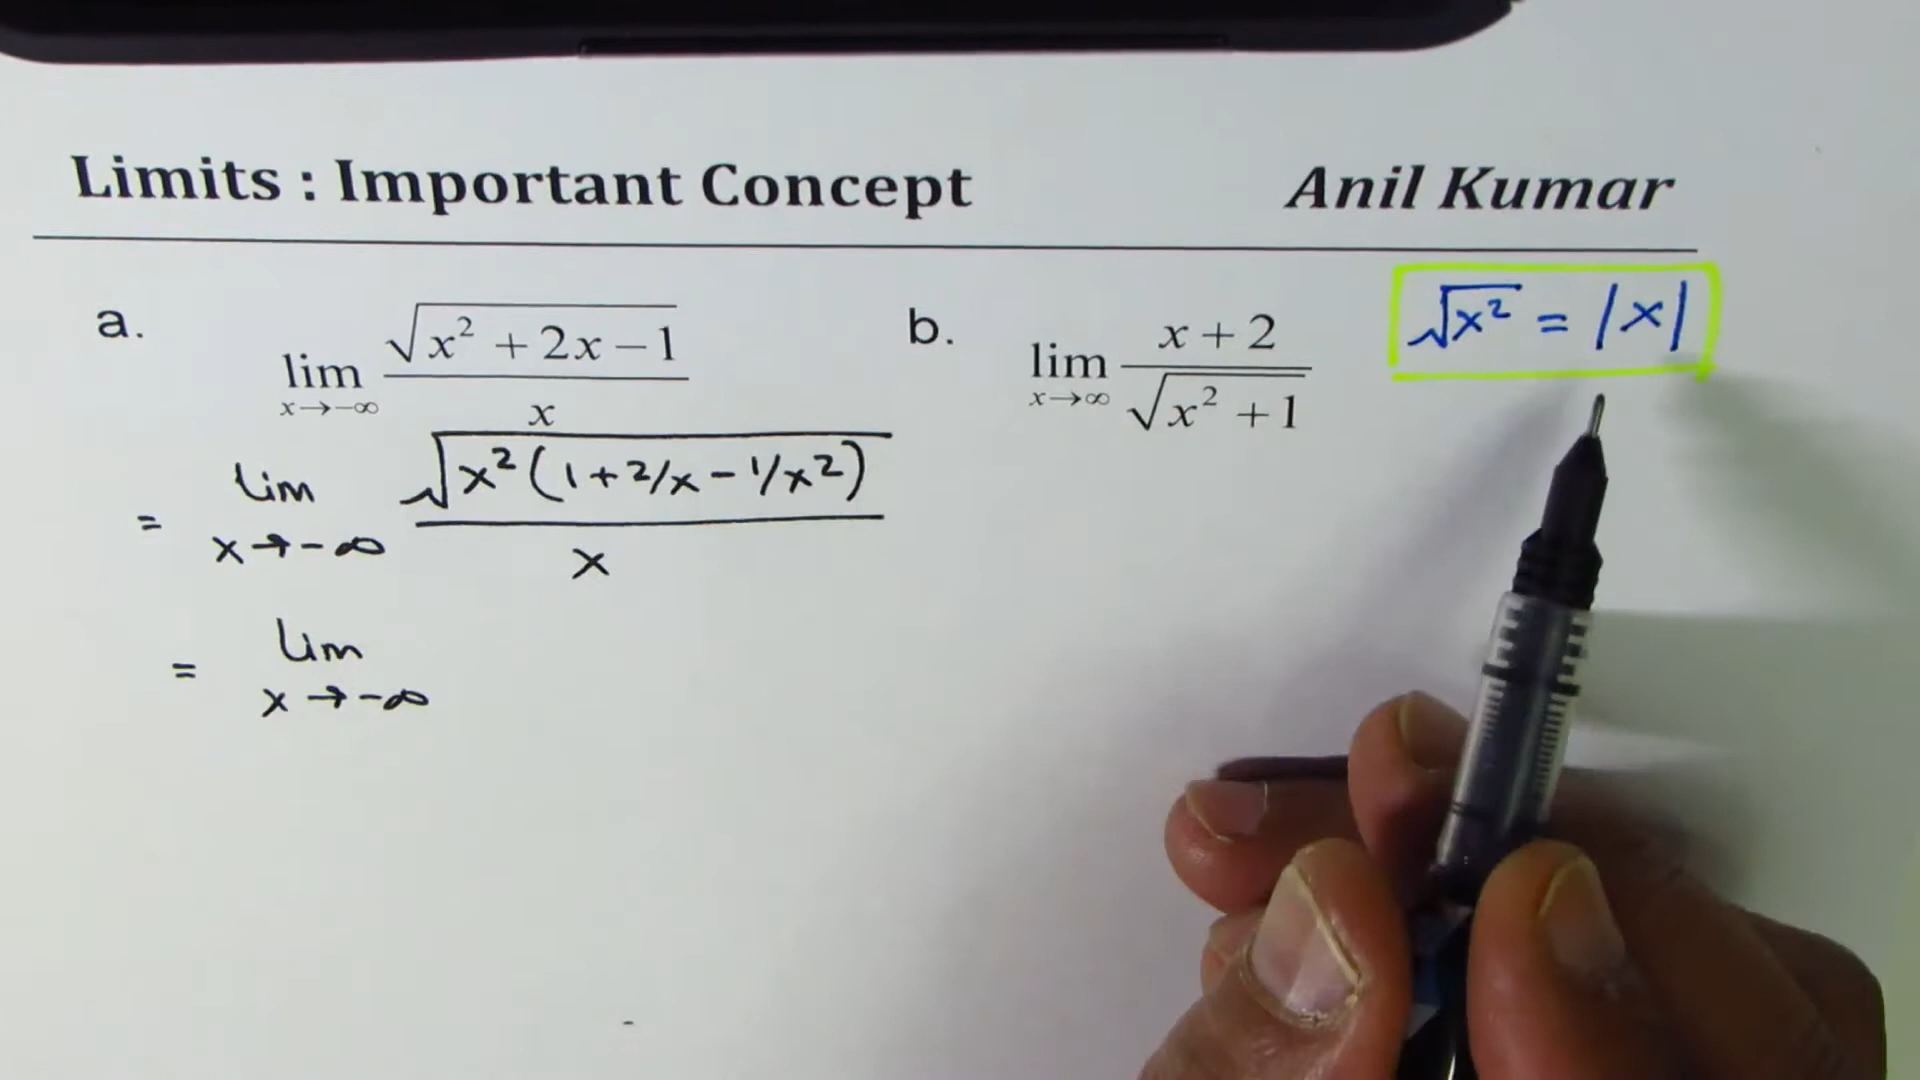 Limits : Important Concept Anil Kumar
a. lim x→−∞ √(x² + 2x − 1) / x
b. lim x→∞ (x + 2) / √(x² + 1)
√x² = |x|
= lim x→−∞ √(x²(1 + 2/x − 1/x²)) / x
= lim x→−∞